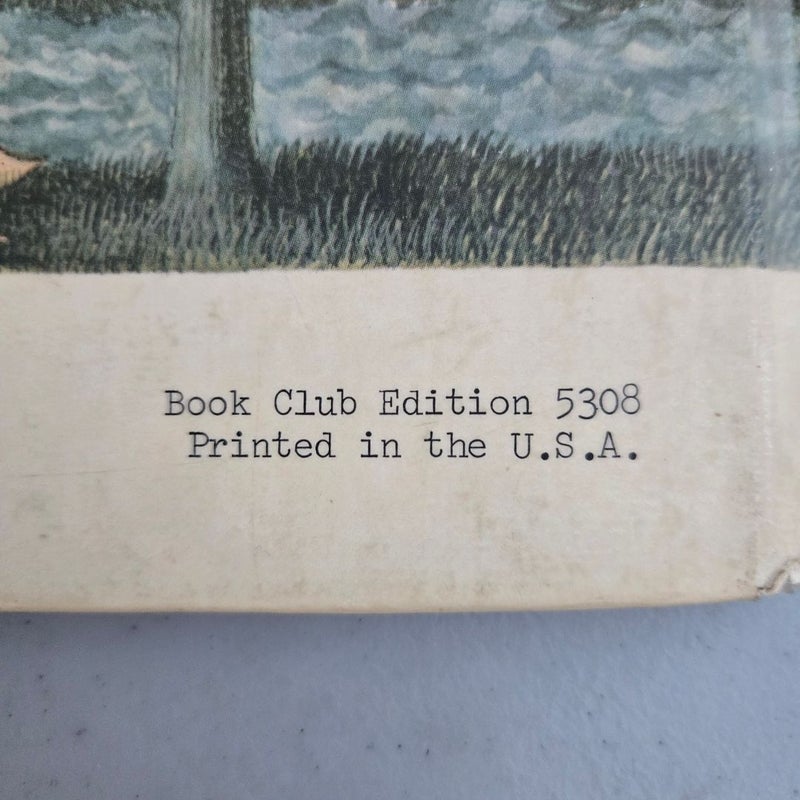 Book Club Edition 5308
Printed in the U.S.A.